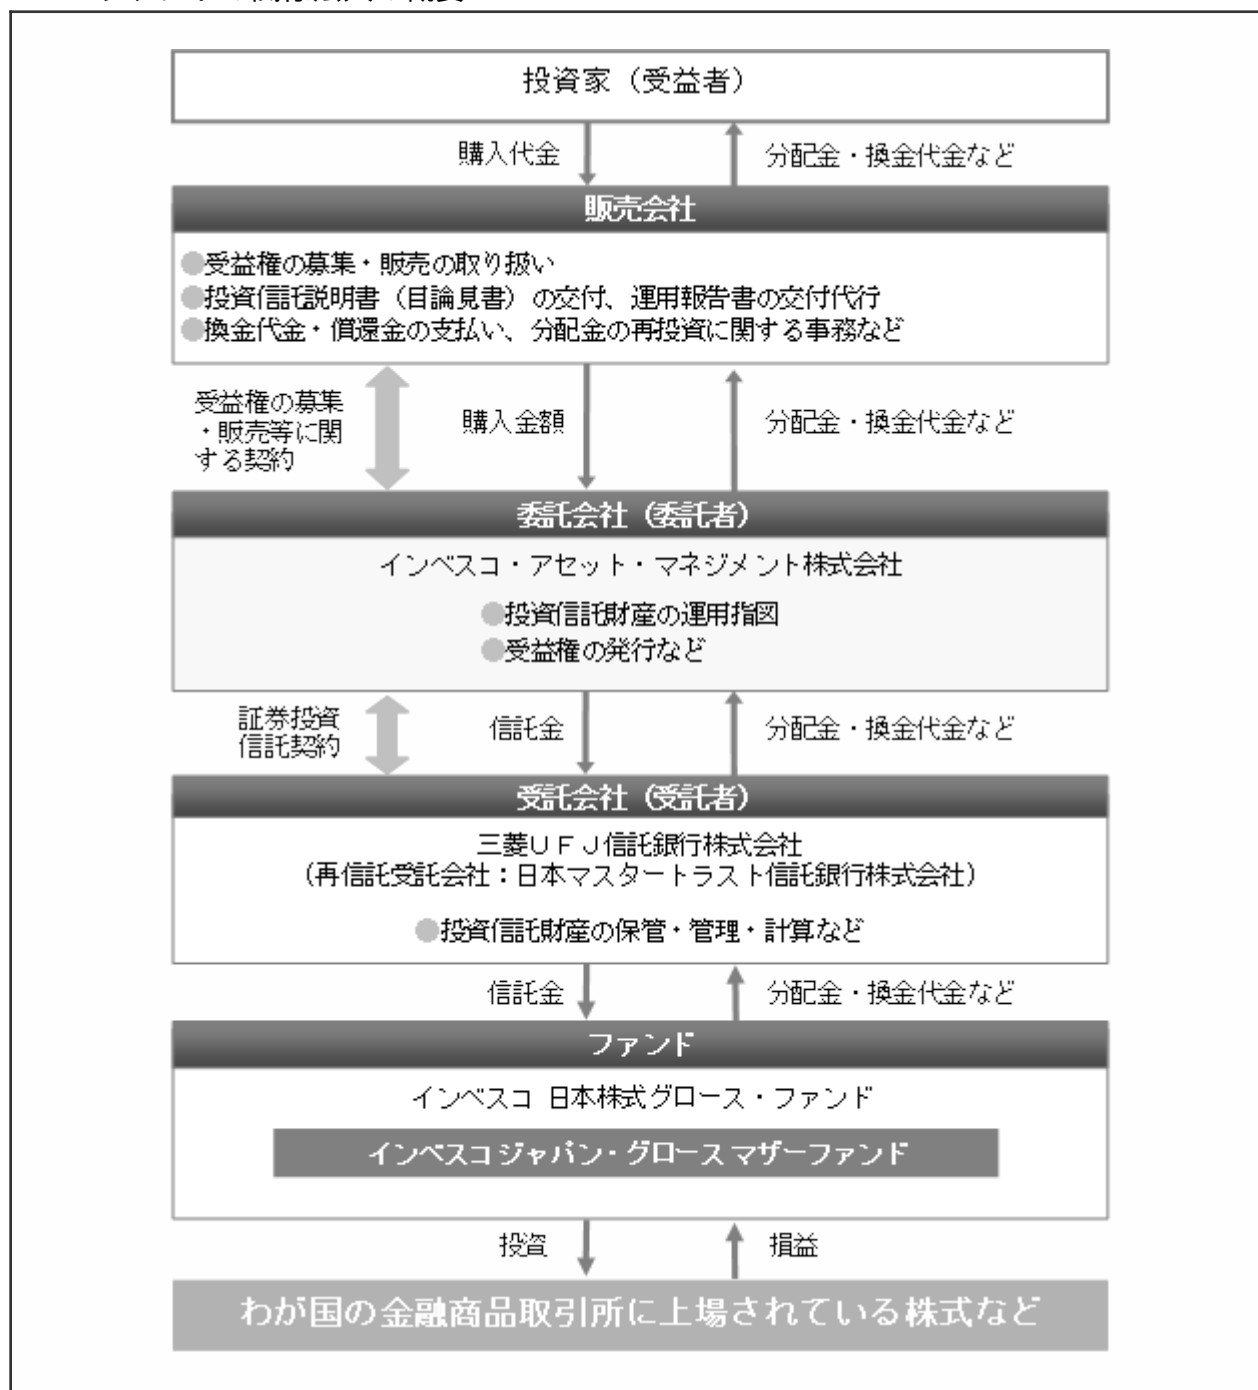 投資家（受益者）
購入代金
分配金・換金代金など
販売会社
●受益権の募集・販売の取り扱い
●投資信託説明書（目論見書）の交付、運用報告書の交付代行
●換金代金・償還金の支払い、分配金の再投資に関する事務など
受益権の募集
・販売等に関
する契約
購入金額
分配金・換金代金など
委託会社（委託者）
インベスコ・アセット・マネジメント株式会社
●投資信託財産の運用指図
●受益権の発行など
証券投資
信託契約
信託金
分配金・換金代金など
受託会社（受託者）
三菱ＵＦＪ信託銀行株式会社
（再信託受託会社：日本マスタートラスト信託銀行株式会社）
●投資信託財産の保管・管理・計算など
信託金
分配金・換金代金など
ファンド
インベスコ 日本株式グロース・ファンド
インベスコ ジャパン・グロース マザーファンド
投資
損益
わが国の金融商品取引所に上場されている株式など